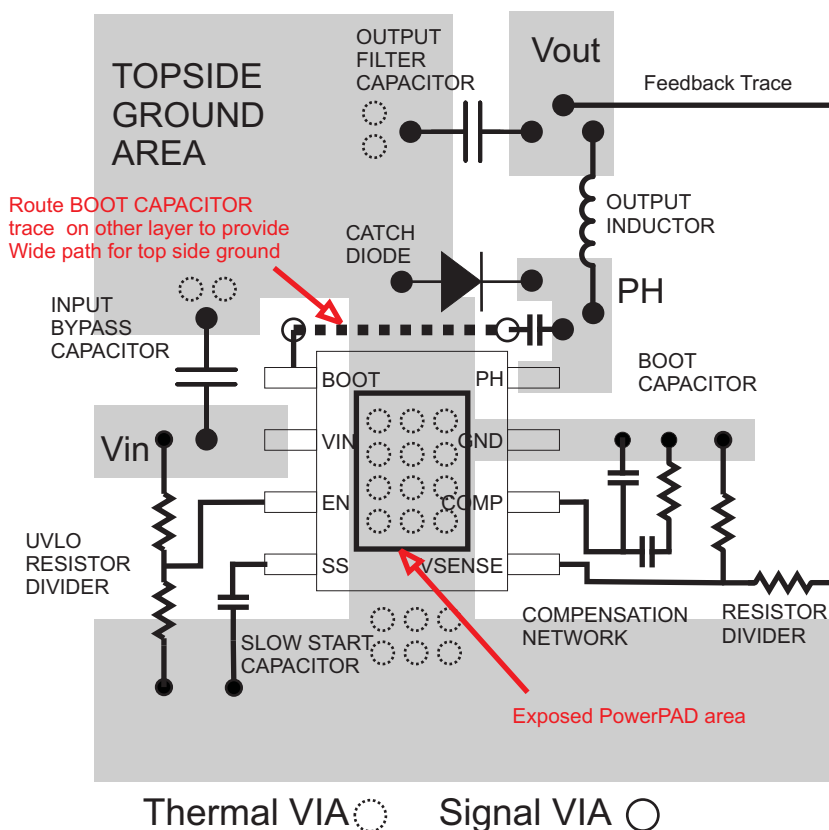 TOPSIDE
GROUND
AREA
OUTPUT
FILTER
CAPACITOR
Vout
Feedback Trace
Route BOOT CAPACITOR
trace on other layer to provide
Wide path for top side ground
CATCH
DIODE
OUTPUT
INDUCTOR
PH
INPUT
BYPASS
CAPACITOR
BOOT
PH
BOOT
CAPACITOR
Vin
VIN
GND
EN
COMP
UVLO
RESISTOR
DIVIDER
SS
VSENSE
SLOW START
CAPACITOR
COMPENSATION
NETWORK
RESISTOR
DIVIDER
Exposed PowerPAD area
Thermal VIA
Signal VIA